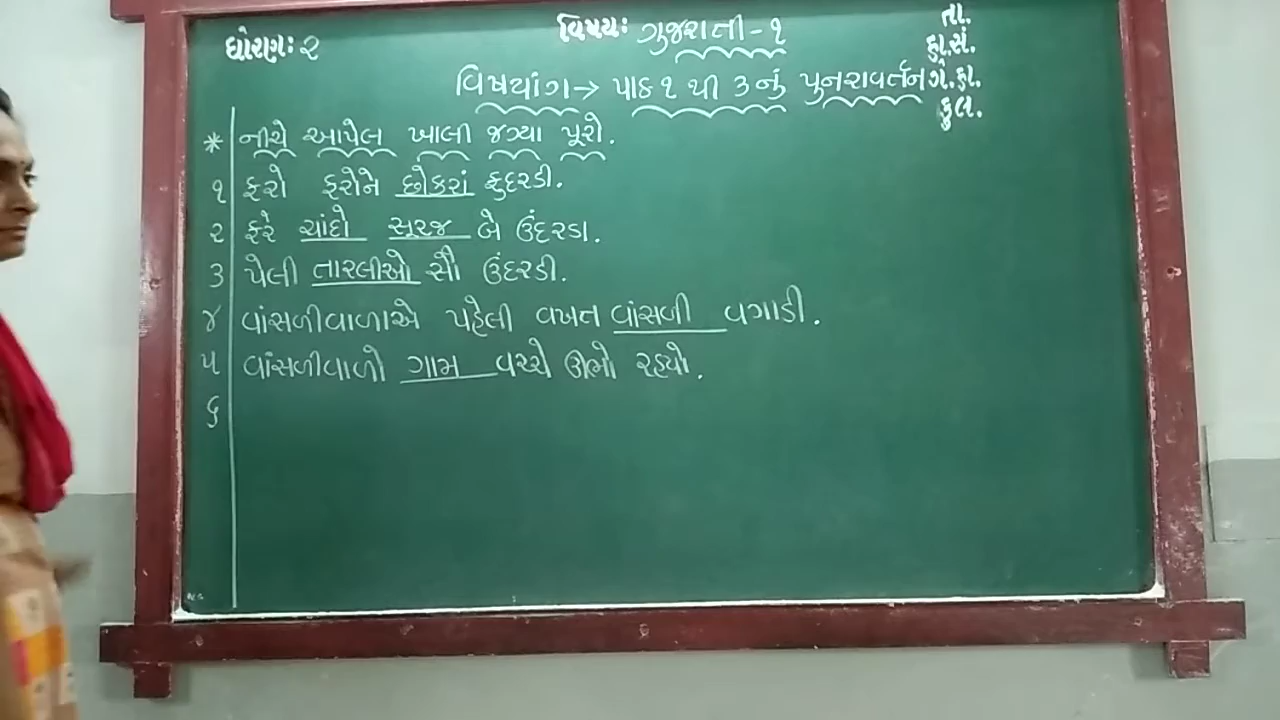 ધોરણઃ ૨
વિષયઃ ગુજરાતી - ૧
તા.
હા.સં.
ગે.હા.
કુલ.
વિષયાંગ → પાઠ ૧ થી ૩ નું પુનરાવર્તન
* નીચે આપેલ ખાલી જગ્યા પૂરો.
૧ ફરો ફરોને છોકરાં ફુદરડી.
૨ ફરે ચાંદો સૂરજ બે ઉંદરડા.
૩ પેલી તારલીઓ સૌ ઉંદરડી.
૪ વાંસળીવાળાએ પહેલી વખત વાંસળી વગાડી.
૫ વાંસળીવાળો ગામ વચ્ચે ઊભો રહયો.
૬